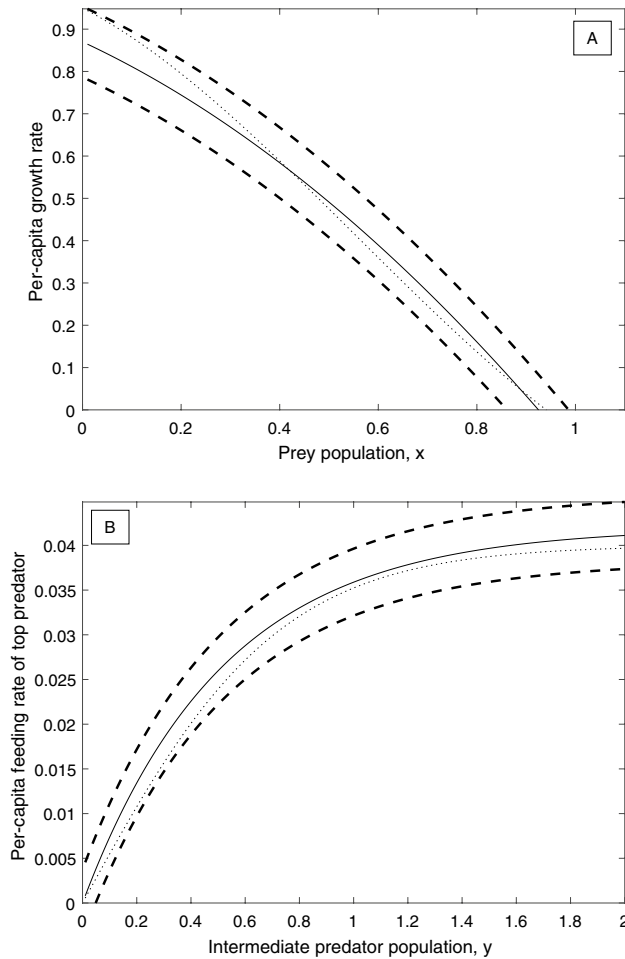 A
0.9
0.8
0.7
0.6
0.5
0.4
0.3
0.2
0.1
0
Per-capita growth rate
0 0.2 0.4 0.6 0.8 1
Prey population, x
B
0.04
0.035
0.03
0.025
0.02
0.015
0.01
0.005
0
Per-capita feeding rate of top predator
0 0.2 0.4 0.6 0.8 1 1.2 1.4 1.6 1.8 2
Intermediate predator population, y